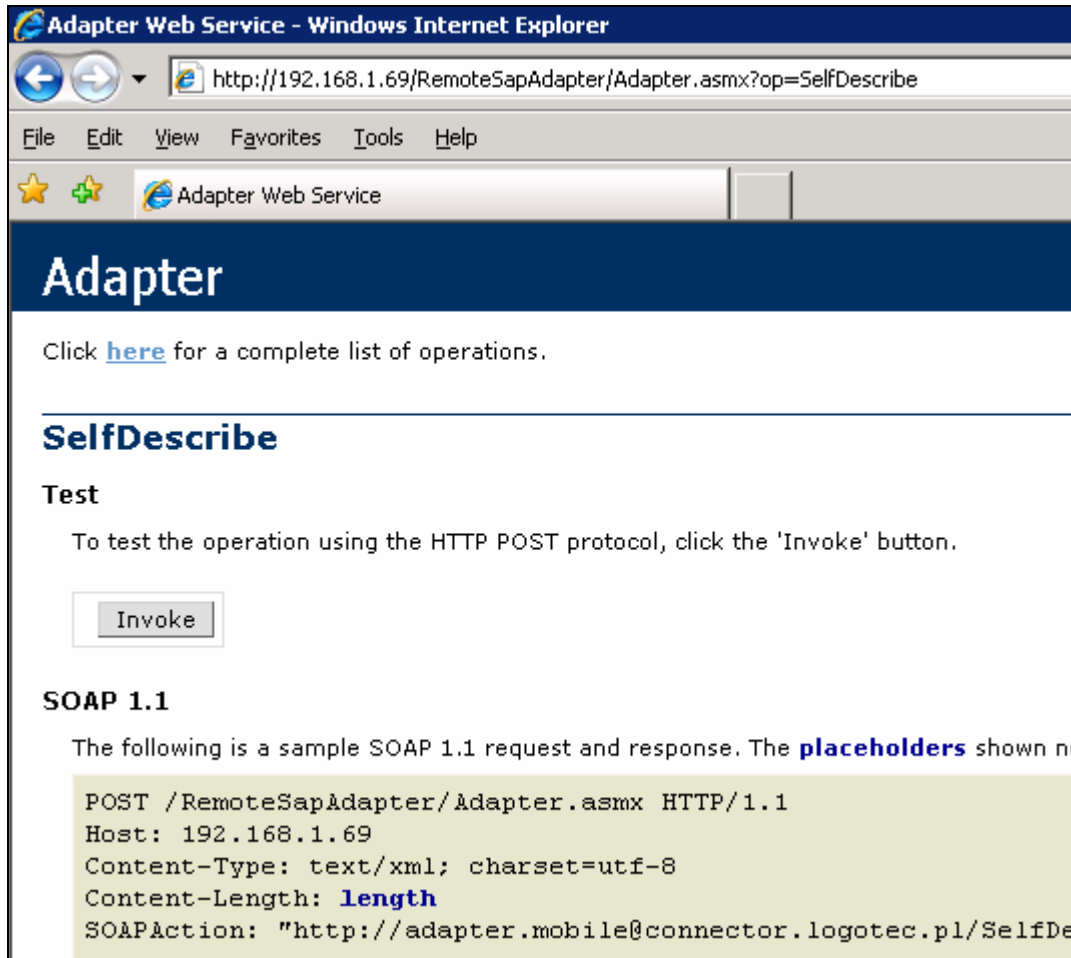 Adapter Web Service - Windows Internet Explorer
http://192.168.1.69/RemoteSapAdapter/Adapter.asmx?op=SelfDescribe
File Edit View Favorites Tools Help
Adapter Web Service
Adapter
Click here for a complete list of operations.
SelfDescribe
Test
To test the operation using the HTTP POST protocol, click the 'Invoke' button.
Invoke
SOAP 1.1
The following is a sample SOAP 1.1 request and response. The placeholders shown
POST /RemoteSapAdapter/Adapter.asmx HTTP/1.1
Host: 192.168.1.69
Content-Type: text/xml; charset=utf-8
Content-Length: length
SOAPAction: "http://adapter.mobile@connector.logotec.pl/SelfDe